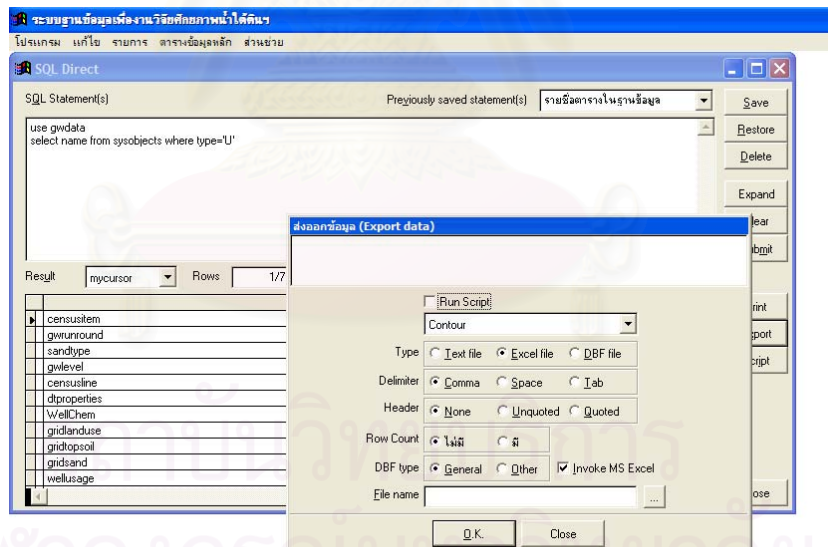 ระบบฐานข้อมูลเพื่องานวิจัยศักยภาพน้ำใต้ดินฯ
โปรแกรม แก้ไข รายการ ตารางข้อมูลหลัก ส่วนช่วย
SQL Direct
SQL Statement(s)
Previously saved statement(s)
รายชื่อตารางในฐานข้อมูล
Save
use gwdata
select name from sysobjects where type='U'
Restore
Delete
Expand
ส่งออกข้อมูล (Export data)
lear
bmit
Result
mycursor
Rows
1/7
Run Script
rint
Contour
port
cript
censusitem
gwrunround
sandtype
gwlevel
censusline
dtproperties
WellChem
gridlanduse
gridtopsoil
gridsand
wellusage
Type Text file Excel file DBF file
Delimiter Comma Space Tab
Header None Unquoted Quoted
Row Count ไม่มี มี
DBF type General Other Invoke MS Excel
File name ...
ose
O.K. Close